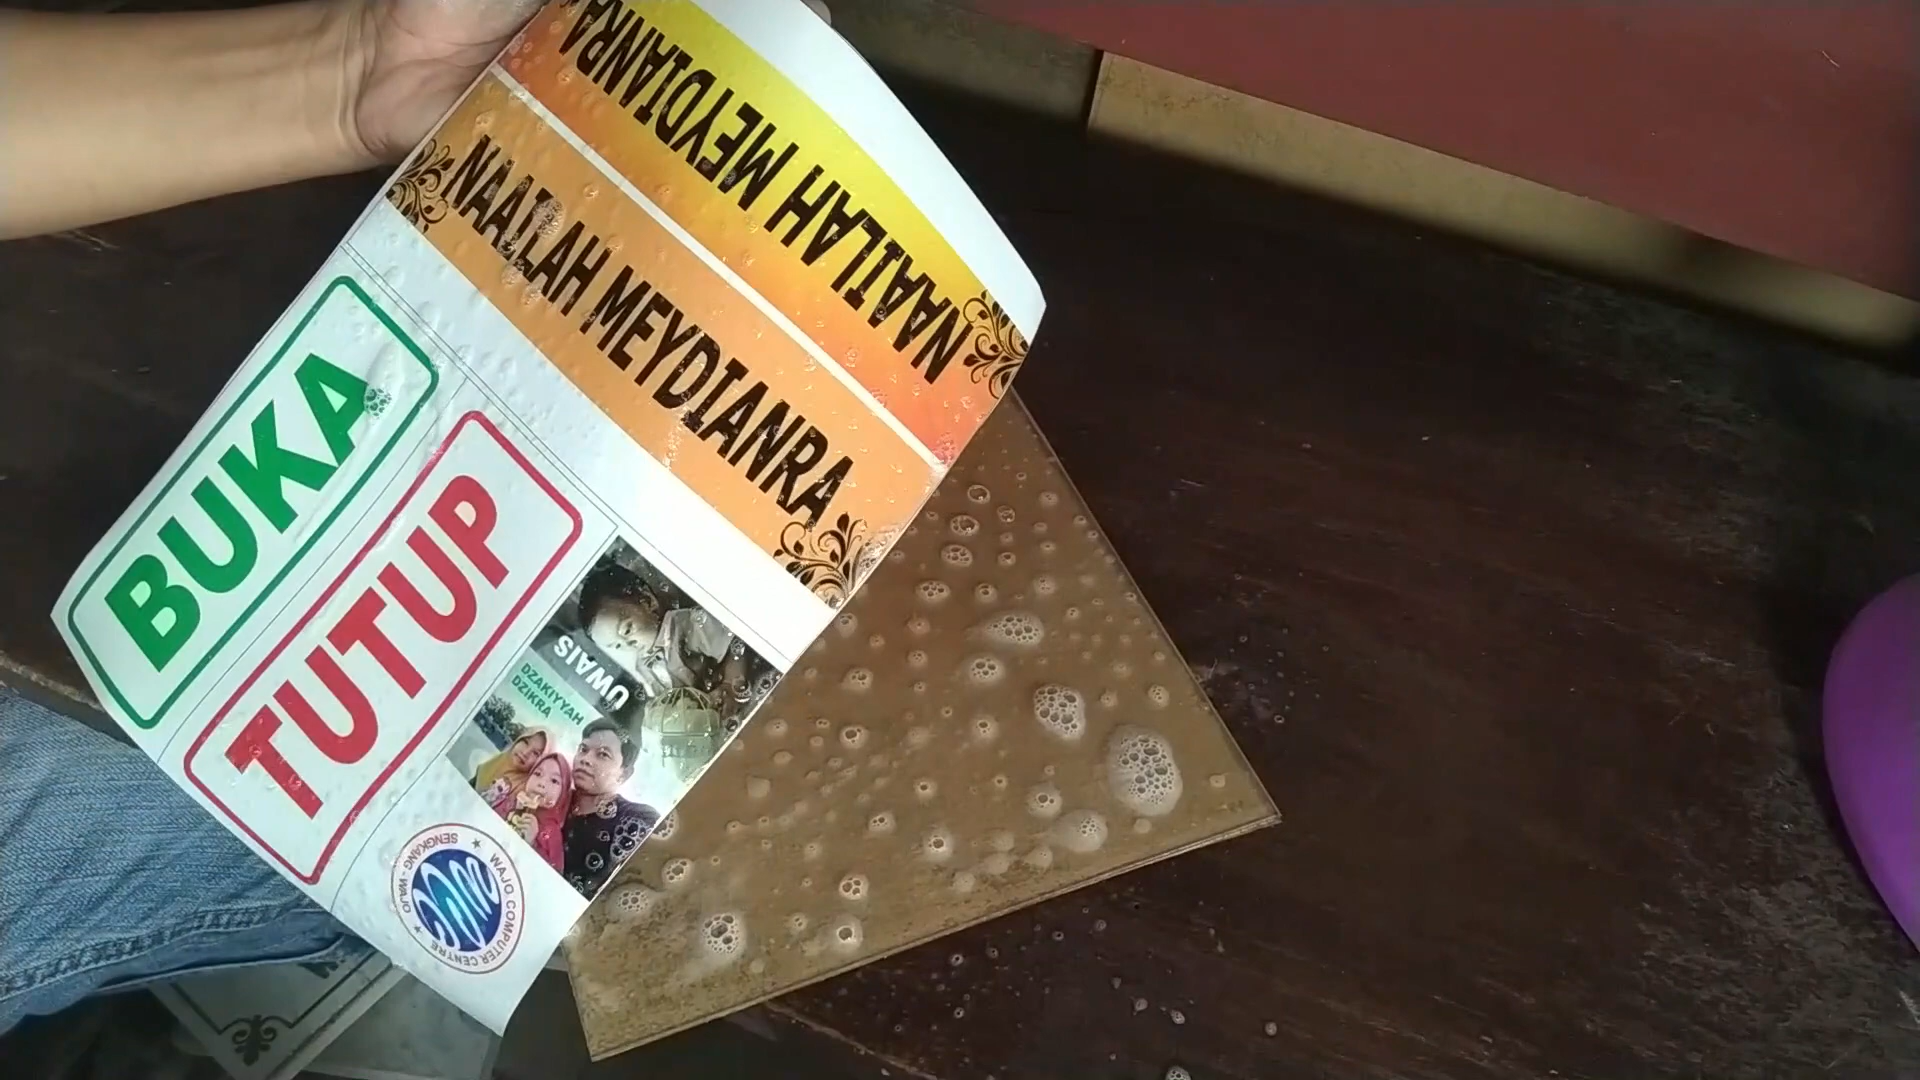 NAAILAH MEYDIANRA
NAAILAH MEYDIANRA
BUKA
TUTUP
UWAIS
DZAKIYYAH
DZIKRA
WAJO COMPUTER CENTRE
SENGKANG - WAJO